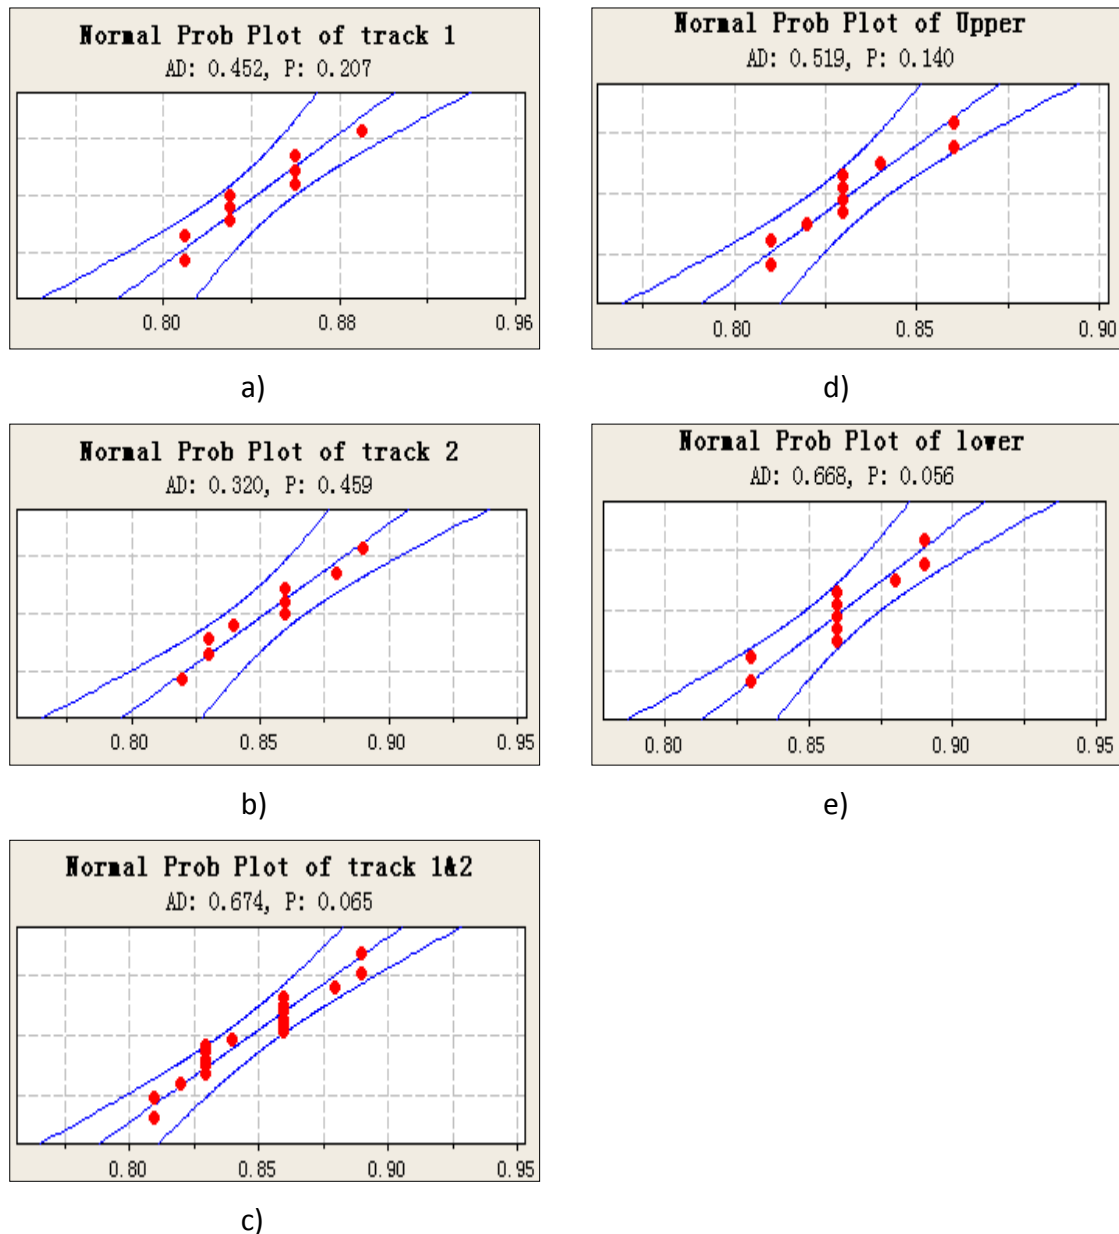 Normal Prob Plot of track 1
AD: 0.452, P: 0.207
0.80 0.88 0.96
a)
Normal Prob Plot of Upper
AD: 0.519, P: 0.140
0.80 0.85 0.90
d)
Normal Prob Plot of track 2
AD: 0.320, P: 0.459
0.80 0.85 0.90 0.95
b)
Normal Prob Plot of lower
AD: 0.668, P: 0.056
0.80 0.85 0.90 0.95
e)
Normal Prob Plot of track 1&2
AD: 0.674, P: 0.065
0.80 0.85 0.90 0.95
c)